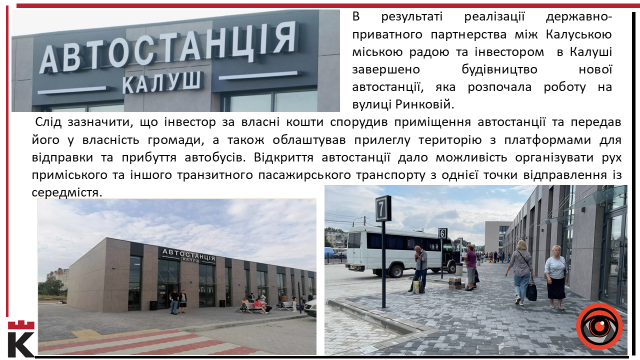 АВТОСТАНЦІЯ
КАЛУШ
В результаті реалізації державно-
приватного партнерства між Калуською
міською радою та інвестором в Калуші
завершено будівництво нової
автостанції, яка розпочала роботу на
вулиці Ринковій.
Слід зазначити, що інвестор за власні кошти спорудив приміщення автостанції та передав
його у власність громади, а також облаштував прилеглу територію з платформами для
відправки та прибуття автобусів. Відкриття автостанції дало можливість організувати рух
приміського та іншого транзитного пасажирського транспорту з однієї точки відправлення із
середмістя.
АВТОСТАНЦІЯ
КАЛУШ
7
6
К